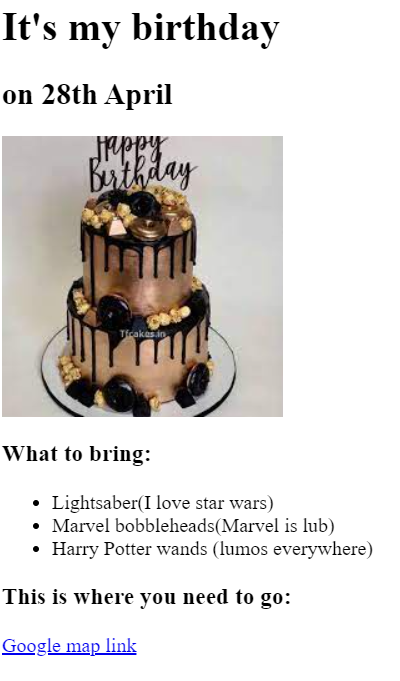 It's my birthday
on 28th April
Happy
Birthday
Tfcakes.in
What to bring:
Lightsaber(I love star wars)
Marvel bobbleheads(Marvel is lub)
Harry Potter wands (lumos everywhere)
This is where you need to go:
Google map link